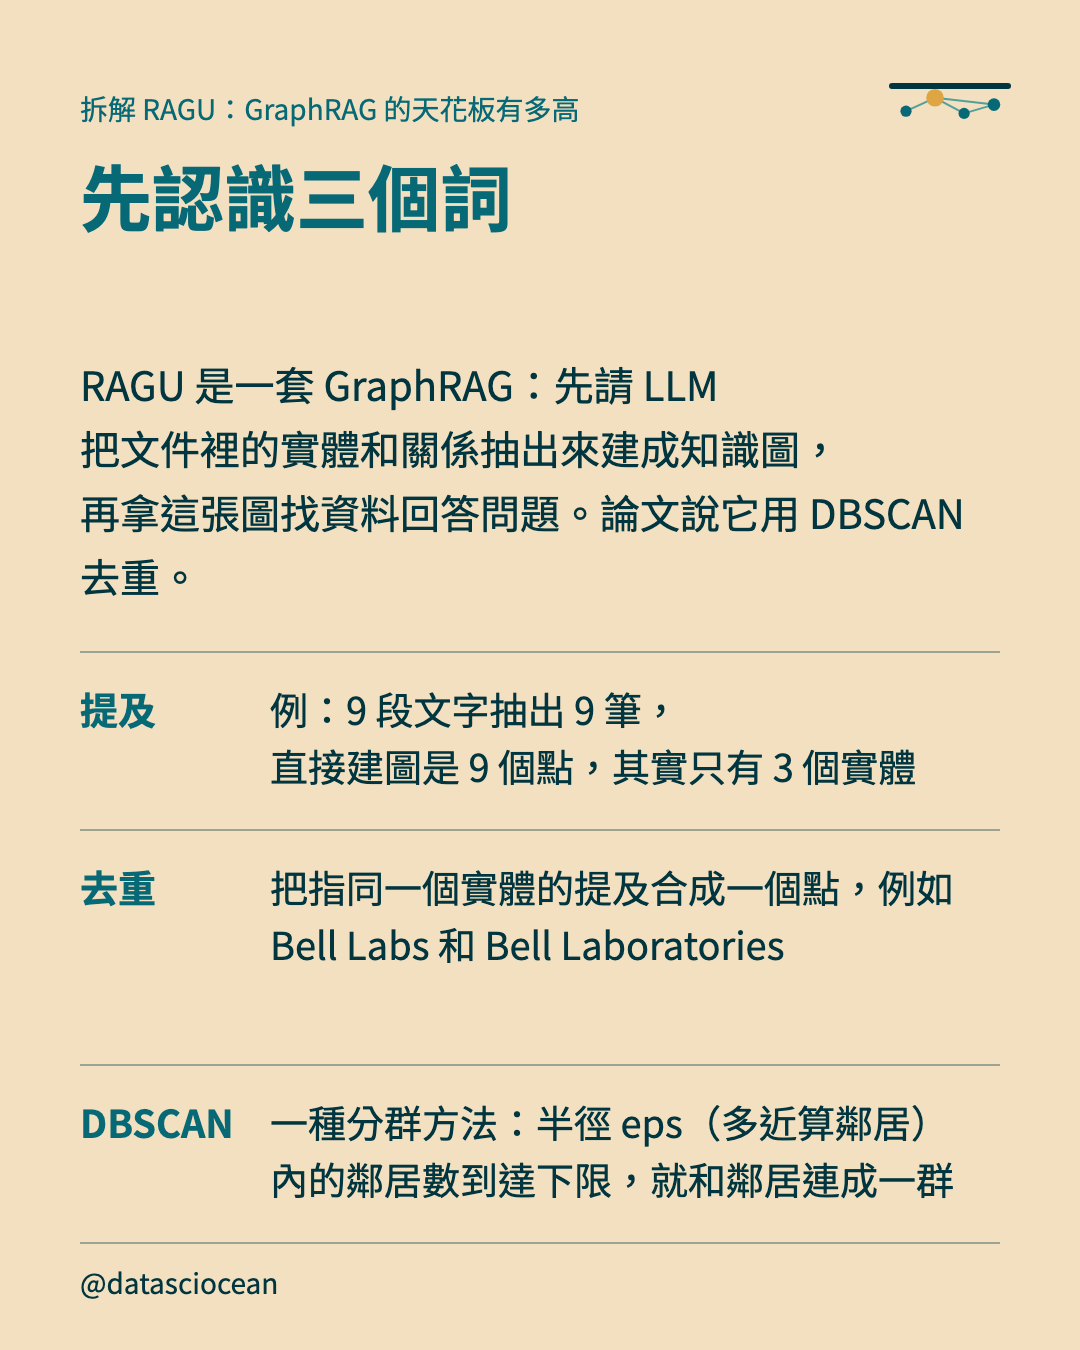 拆解 RAGU：GraphRAG 的天花板有多高
先認識三個詞
RAGU 是一套 GraphRAG：先請 LLM
把文件裡的實體和關係抽出來建成知識圖，
再拿這張圖找資料回答問題。論文說它用 DBSCAN
去重。
提及
例：9 段文字抽出 9 筆，
直接建圖是 9 個點，其實只有 3 個實體
去重
把指同一個實體的提及合成一個點，例如
Bell Labs 和 Bell Laboratories
DBSCAN
一種分群方法：半徑 eps（多近算鄰居）
內的鄰居數到達下限，就和鄰居連成一群
@datasciocean